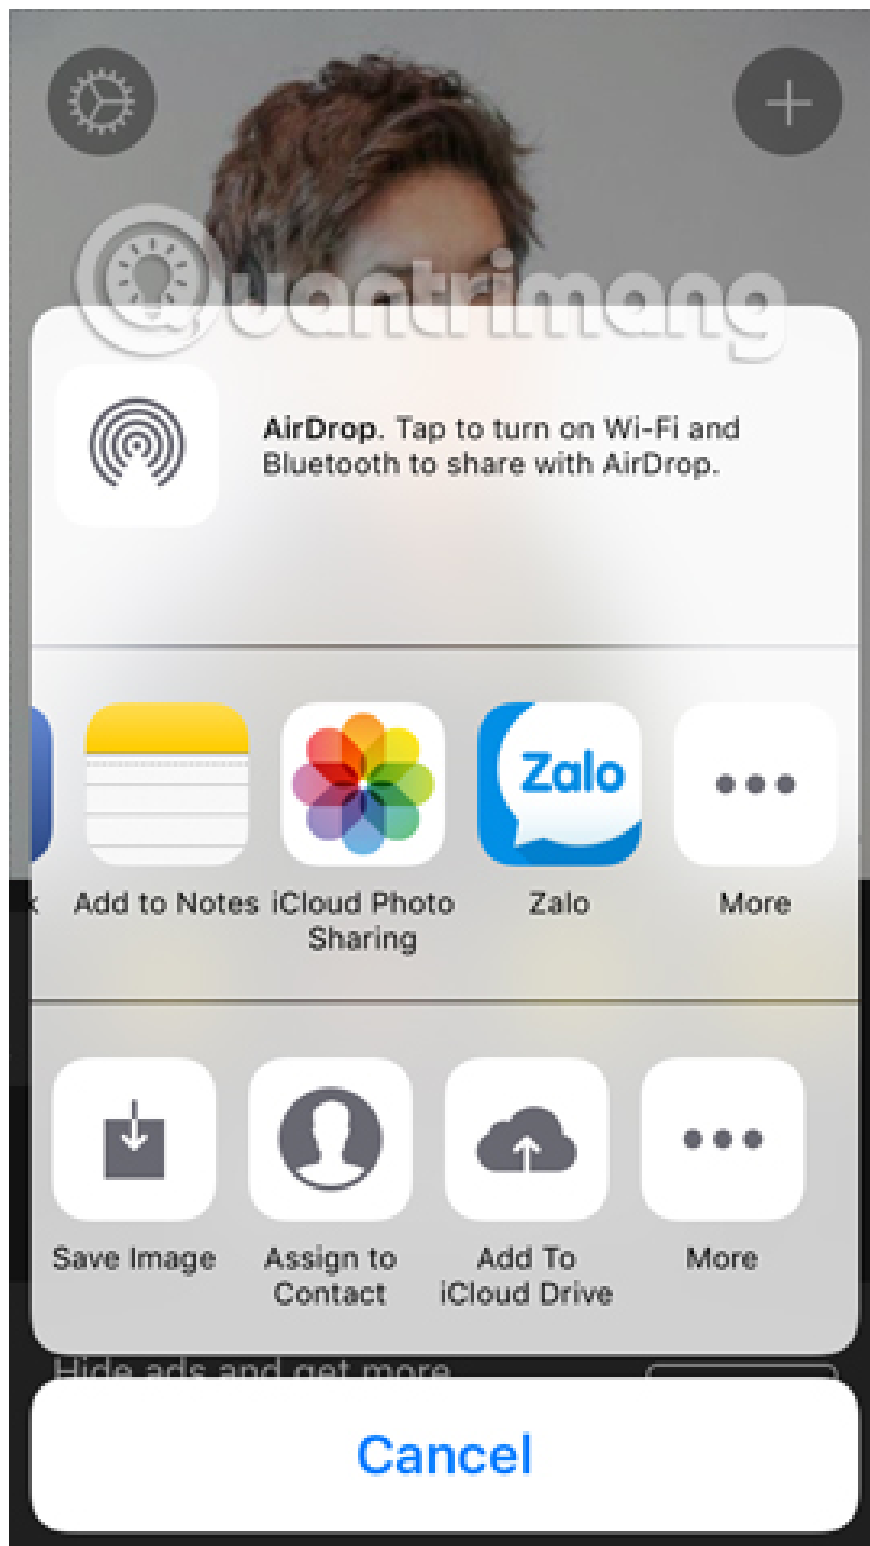 Quantrimang
AirDrop. Tap to turn on Wi-Fi and
Bluetooth to share with AirDrop.
Zalo
k
Add to Notes
iCloud Photo
Sharing
Zalo
More
Save Image
Assign to
Contact
Add To
iCloud Drive
More
Hide ads and get more
Cancel